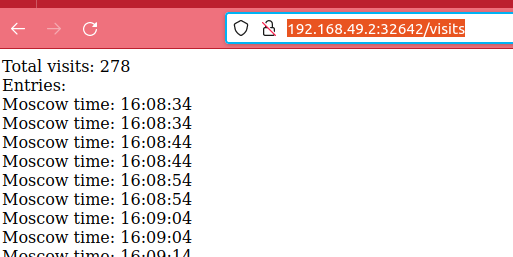 192.168.49.2:32642/visits
Total visits: 278
Entries:
Moscow time: 16:08:34
Moscow time: 16:08:34
Moscow time: 16:08:44
Moscow time: 16:08:44
Moscow time: 16:08:54
Moscow time: 16:08:54
Moscow time: 16:09:04
Moscow time: 16:09:04
Moscow time: 16:09:14